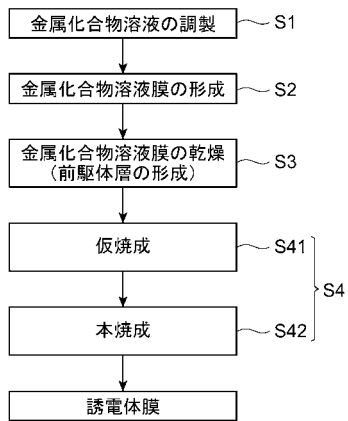 金属化合物溶液の調製
S1
金属化合物溶液膜の形成
S2
金属化合物溶液膜の乾燥
(前駆体層の形成)
S3
仮焼成
S41
S4
本焼成
S42
誘電体膜